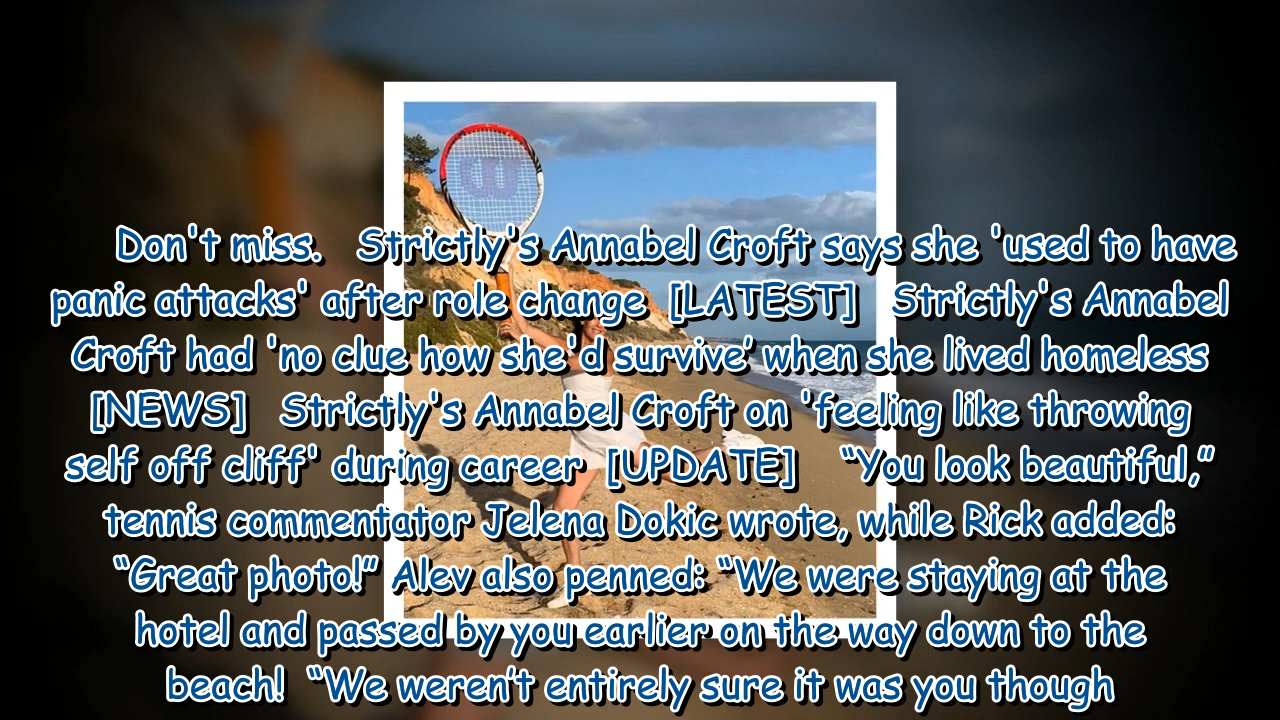 W
Don't miss. Strictly's Annabel Croft says she 'used to have
panic attacks' after role change [LATEST] Strictly's Annabel
Croft had 'no clue how she'd survive’ when she lived homeless
[NEWS] Strictly's Annabel Croft on 'feeling like throwing
self off cliff' during career [UPDATE] “You look beautiful,”
tennis commentator Jelena Dokic wrote, while Rick added:
“Great photo!” Alev also penned: “We were staying at the
hotel and passed by you earlier on the way down to the
beach! “We weren’t entirely sure it was you though